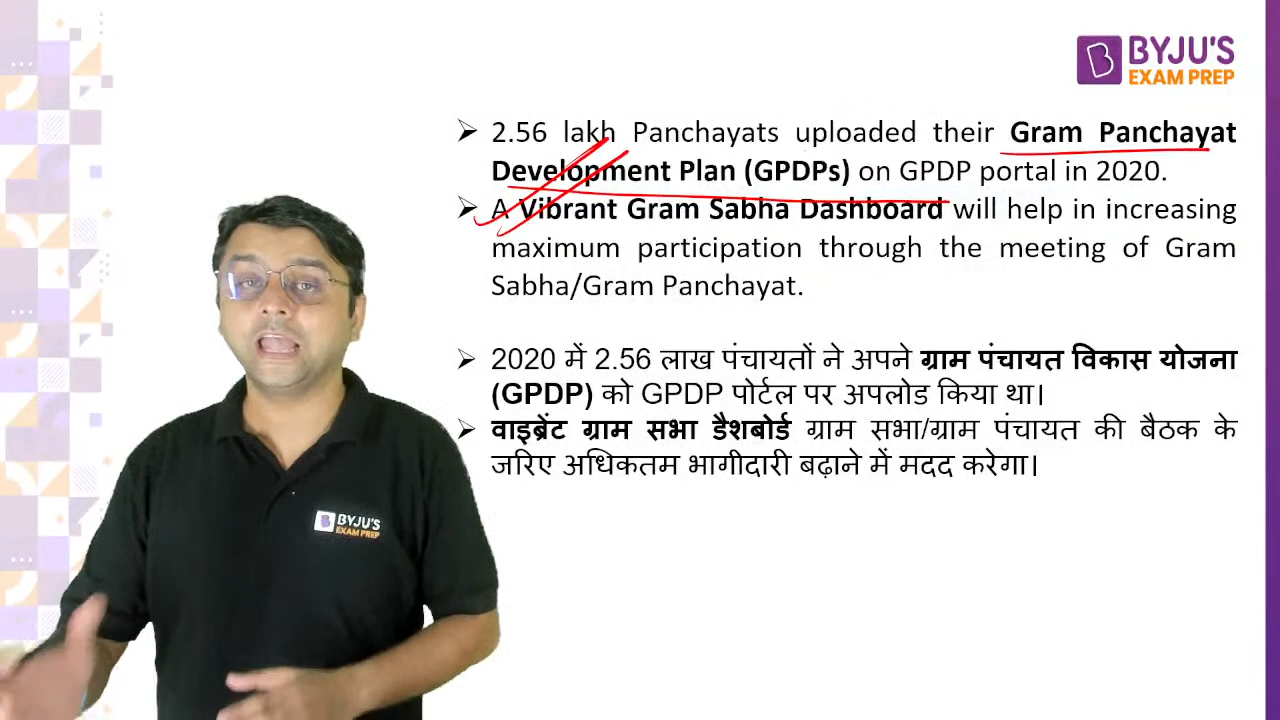 BYJU'S
EXAM PREP
2.56 lakh Panchayats uploaded their Gram Panchayat
Development Plan (GPDPs) on GPDP portal in 2020.
A Vibrant Gram Sabha Dashboard will help in increasing
maximum participation through the meeting of Gram
Sabha/Gram Panchayat.
2020 में 2.56 लाख पंचायतों ने अपने ग्राम पंचायत विकास योजना
(GPDP) को GPDP पोर्टल पर अपलोड किया था।
वाइब्रेंट ग्राम सभा डैशबोर्ड ग्राम सभा/ग्राम पंचायत की बैठक के
जरिए अधिकतम भागीदारी बढ़ाने में मदद करेगा।
BYJU'S
EXAM PREP